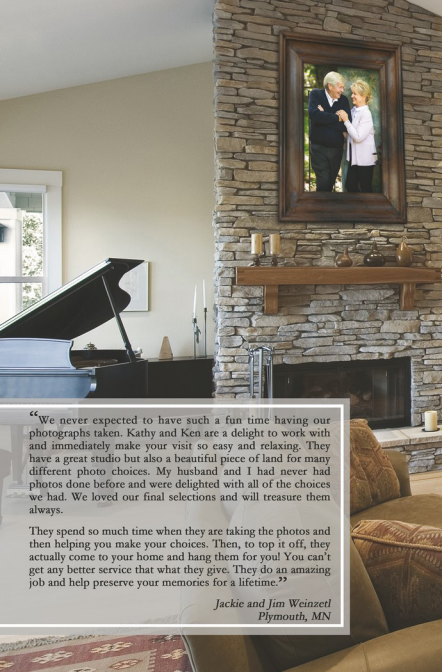 “We never expected to have such a fun time having our
photographs taken. Kathy and Ken are a delight to work with
and immediately make your visit so easy and relaxing. They
have a great studio but also a beautiful piece of land for many
different photo choices. My husband and I had never had
photos done before and were delighted with all of the choices
we had. We loved our final selections and will treasure them
always.
They spend so much time when they are taking the photos and
then helping you make your choices. Then, to top it off, they
actually come to your home and hang them for you! You can’t
get any better service that what they give. They do an amazing
job and help preserve your memories for a lifetime.”
Jackie and Jim Weinzetl
Plymouth, MN